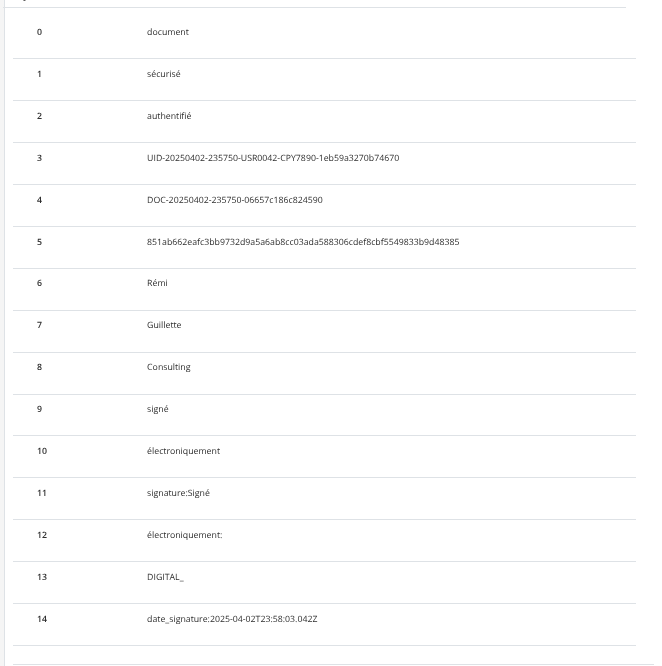 0 document
1 sécurisé
2 authentifié
3 UID-20250402-235750-USR0042-CPY7890-1eb59a3270b74670
4 DOC-20250402-235750-06657c186c824590
5 851ab662eafc3bb9732d9a5a6ab8cc03ada588306cdef8cbf5549833b9d48385
6 Rémi
7 Guillette
8 Consulting
9 signé
10 électroniquement
11 signature:Signé
12 électroniquement:
13 DIGITAL_
14 date_signature:2025-04-02T23:58:03.042Z